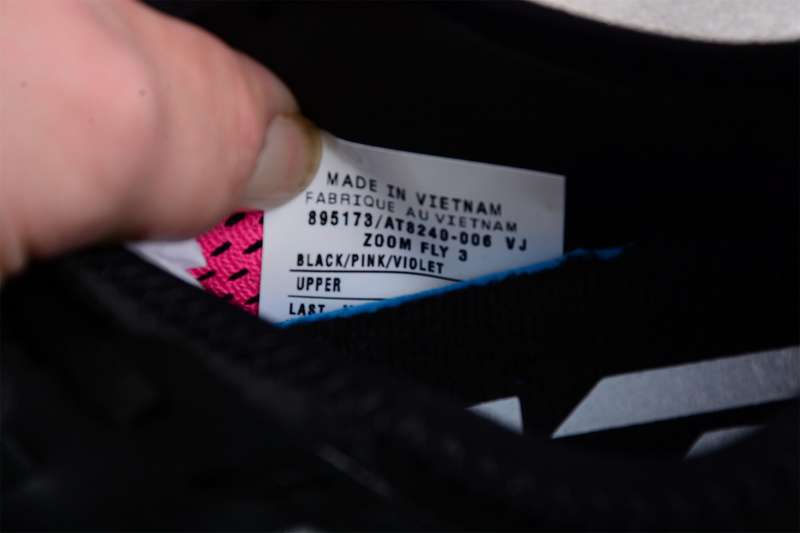 MADE IN VIETNAM
FABRIQUE AU VIETNAM
895173/AT8240-006 VJ
ZOOM FLY 3
BLACK/PINK/VIOLET
UPPER
LAST